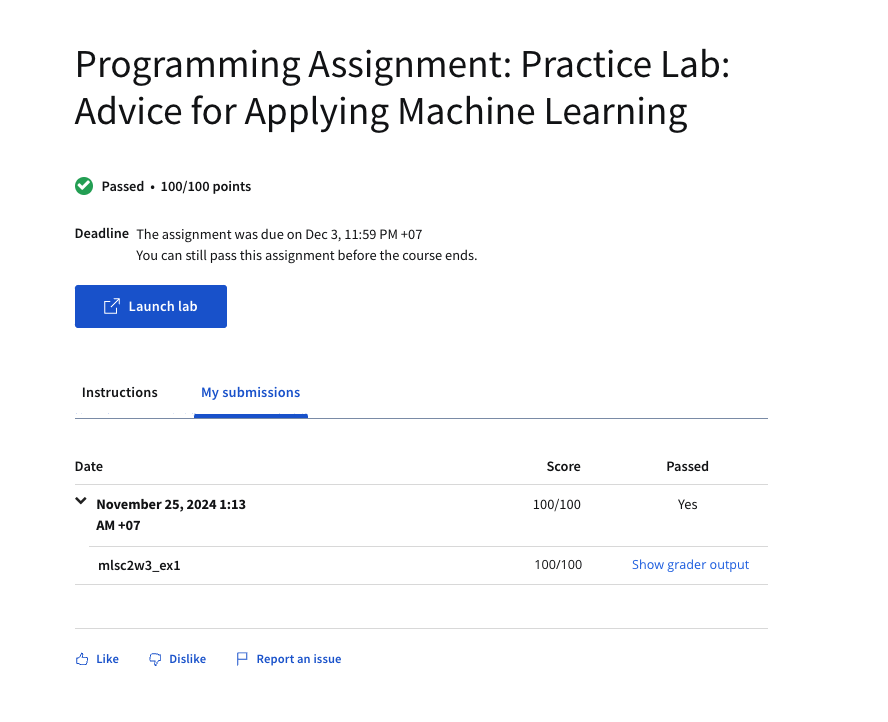 Programming Assignment: Practice Lab:
Advice for Applying Machine Learning
Passed • 100/100 points
Deadline The assignment was due on Dec 3, 11:59 PM +07
You can still pass this assignment before the course ends.
Launch lab
Instructions My submissions
Date Score Passed
November 25, 2024 1:13 100/100 Yes
AM +07
mlsc2w3_ex1 100/100 Show grader output
Like Dislike Report an issue